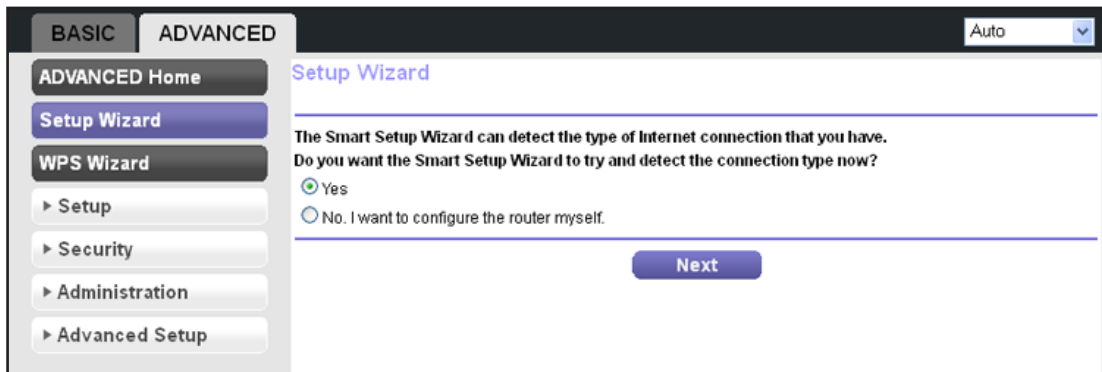 BASIC
ADVANCED
Auto
ADVANCED Home
Setup Wizard
WPS Wizard
▸ Setup
▸ Security
▸ Administration
▸ Advanced Setup
Setup Wizard
The Smart Setup Wizard can detect the type of Internet connection that you have.
Do you want the Smart Setup Wizard to try and detect the connection type now?
Yes
No. I want to configure the router myself.
Next